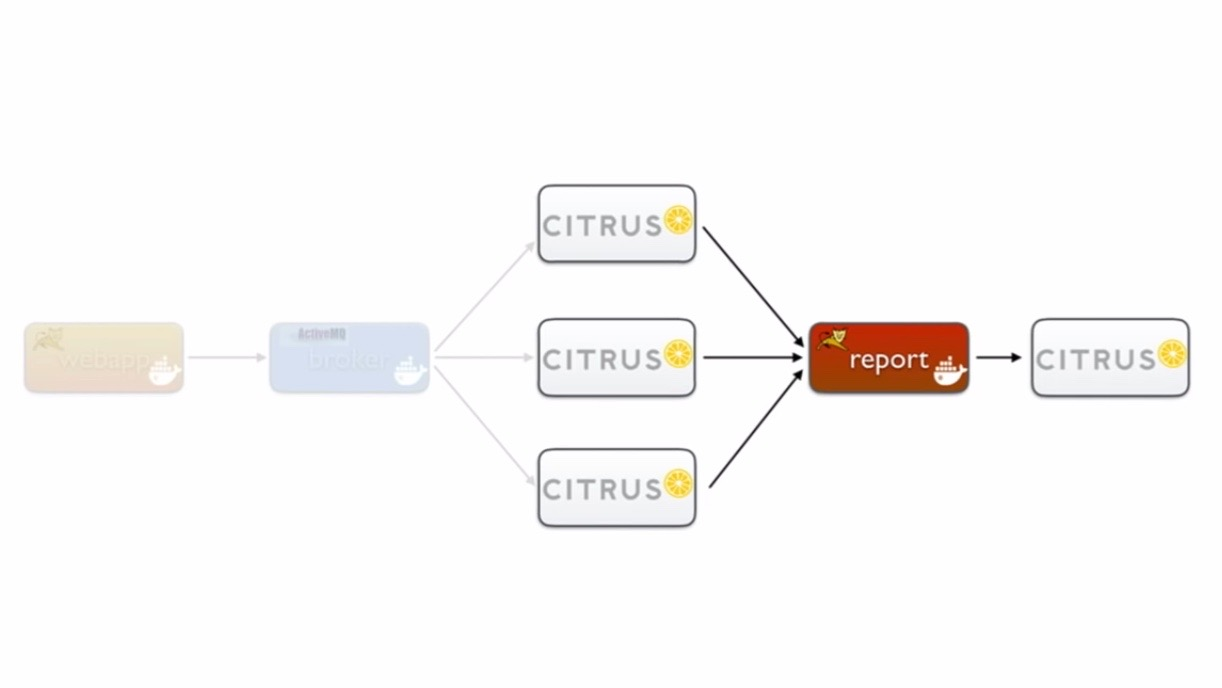 CITRUS
ActiveMQ
webapp
broker
CITRUS
report
CITRUS
CITRUS